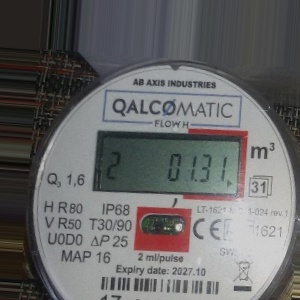 AB AXIS INDUSTRIES
QALCOMATIC
FLOW H
2 01.31 m³
Q₃ 1,6
31
H R80 IP68
V R50 T30/90 CE
U0D0 ΔP 25
MAP 16 2 ml/pulse
Expiry date: 2027.10